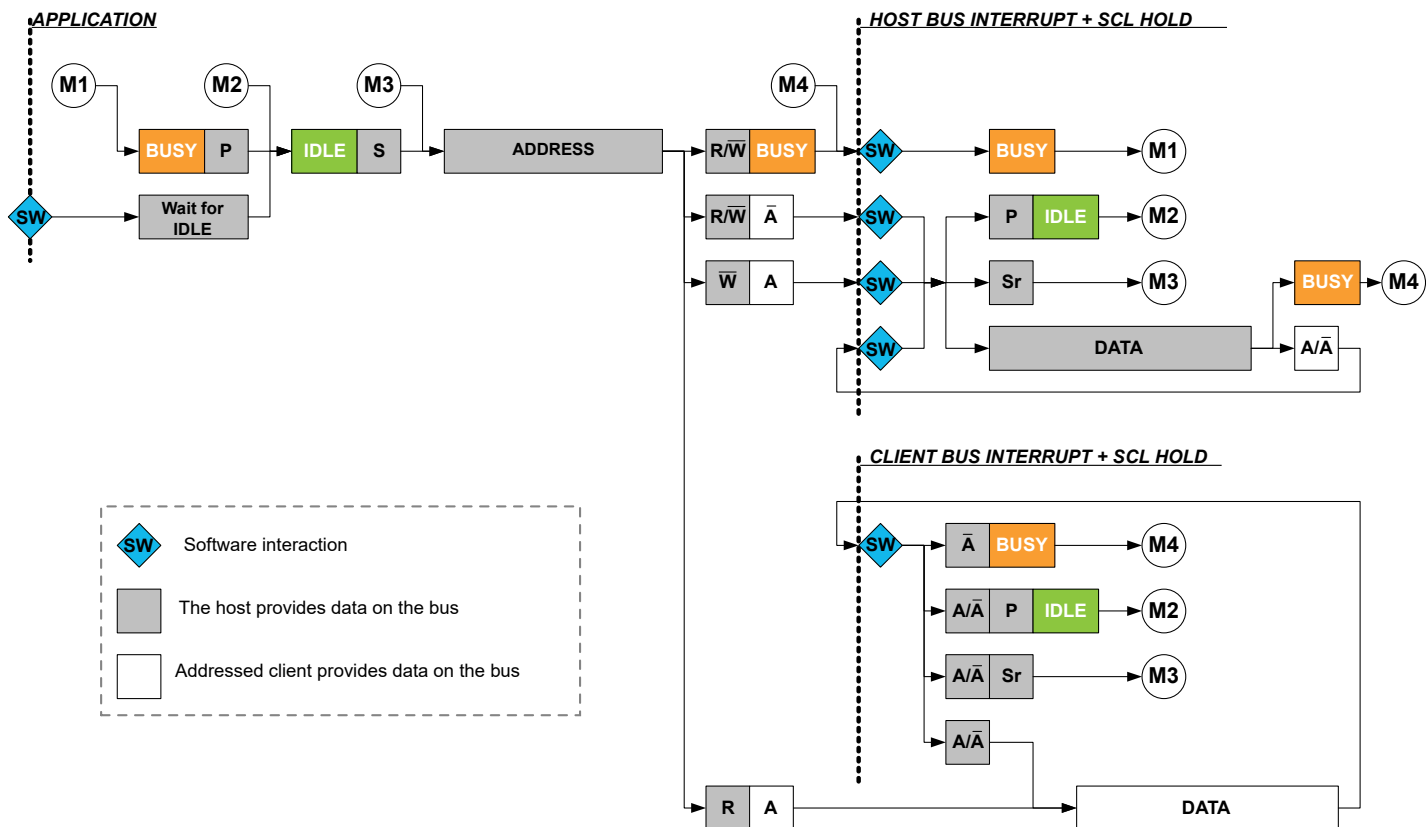 APPLICATION
HOST BUS INTERRUPT + SCL HOLD
M1
M2
M3
M4
BUSY P
IDLE S
ADDRESS
R/W̅ BUSY
SW
BUSY
M1
SW
Wait for
IDLE
R/W̅ A̅
SW
P IDLE
M2
W̅ A
SW
Sr
M3
BUSY
M4
SW
DATA
A/A̅
CLIENT BUS INTERRUPT + SCL HOLD
SW
A̅ BUSY
M4
A/A̅ P IDLE
M2
A/A̅ Sr
M3
A/A̅
R A
DATA
SW
Software interaction
The host provides data on the bus
Addressed client provides data on the bus